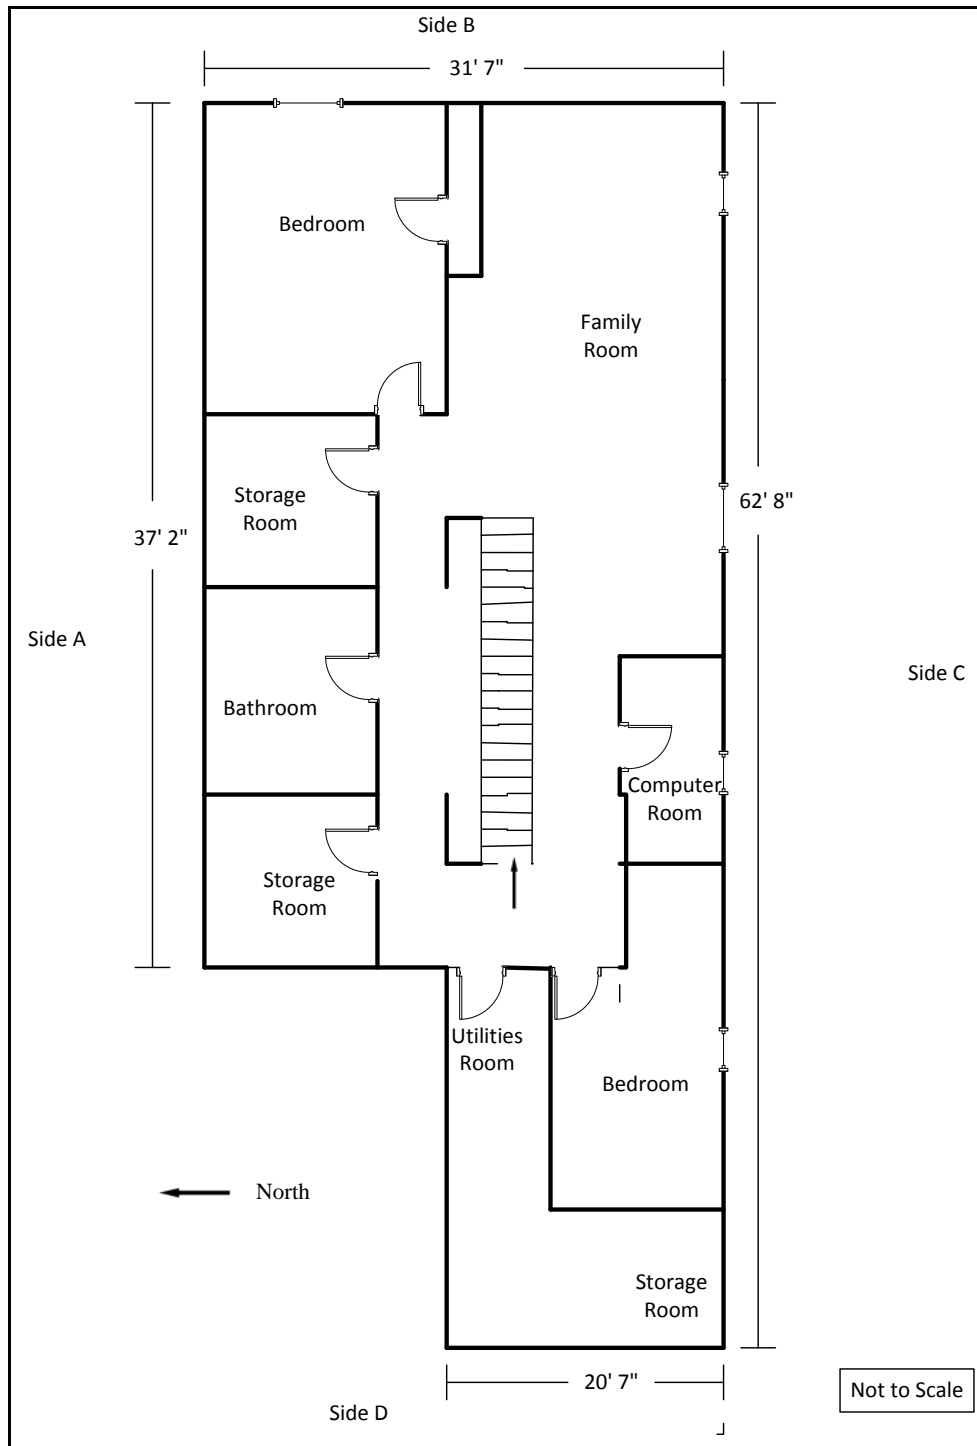 Side B
31' 7"
Bedroom
Family
Room
Storage
Room
62' 8"
37' 2"
Side A
Side C
Bathroom
Computer
Room
Storage
Room
Utilities
Room
Bedroom
North
Storage
Room
20' 7"
Not to Scale
Side D